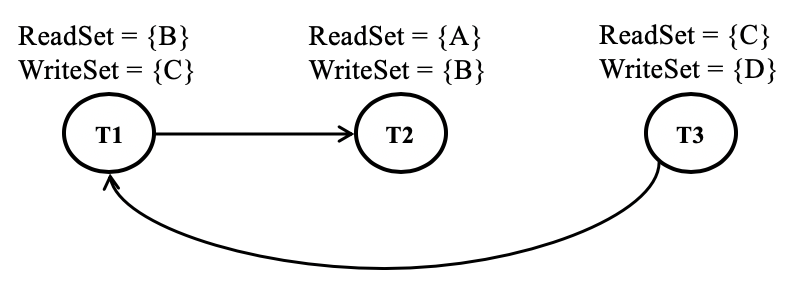 ReadSet = {B}
WriteSet = {C}
ReadSet = {A}
WriteSet = {B}
ReadSet = {C}
WriteSet = {D}
T1
T2
T3